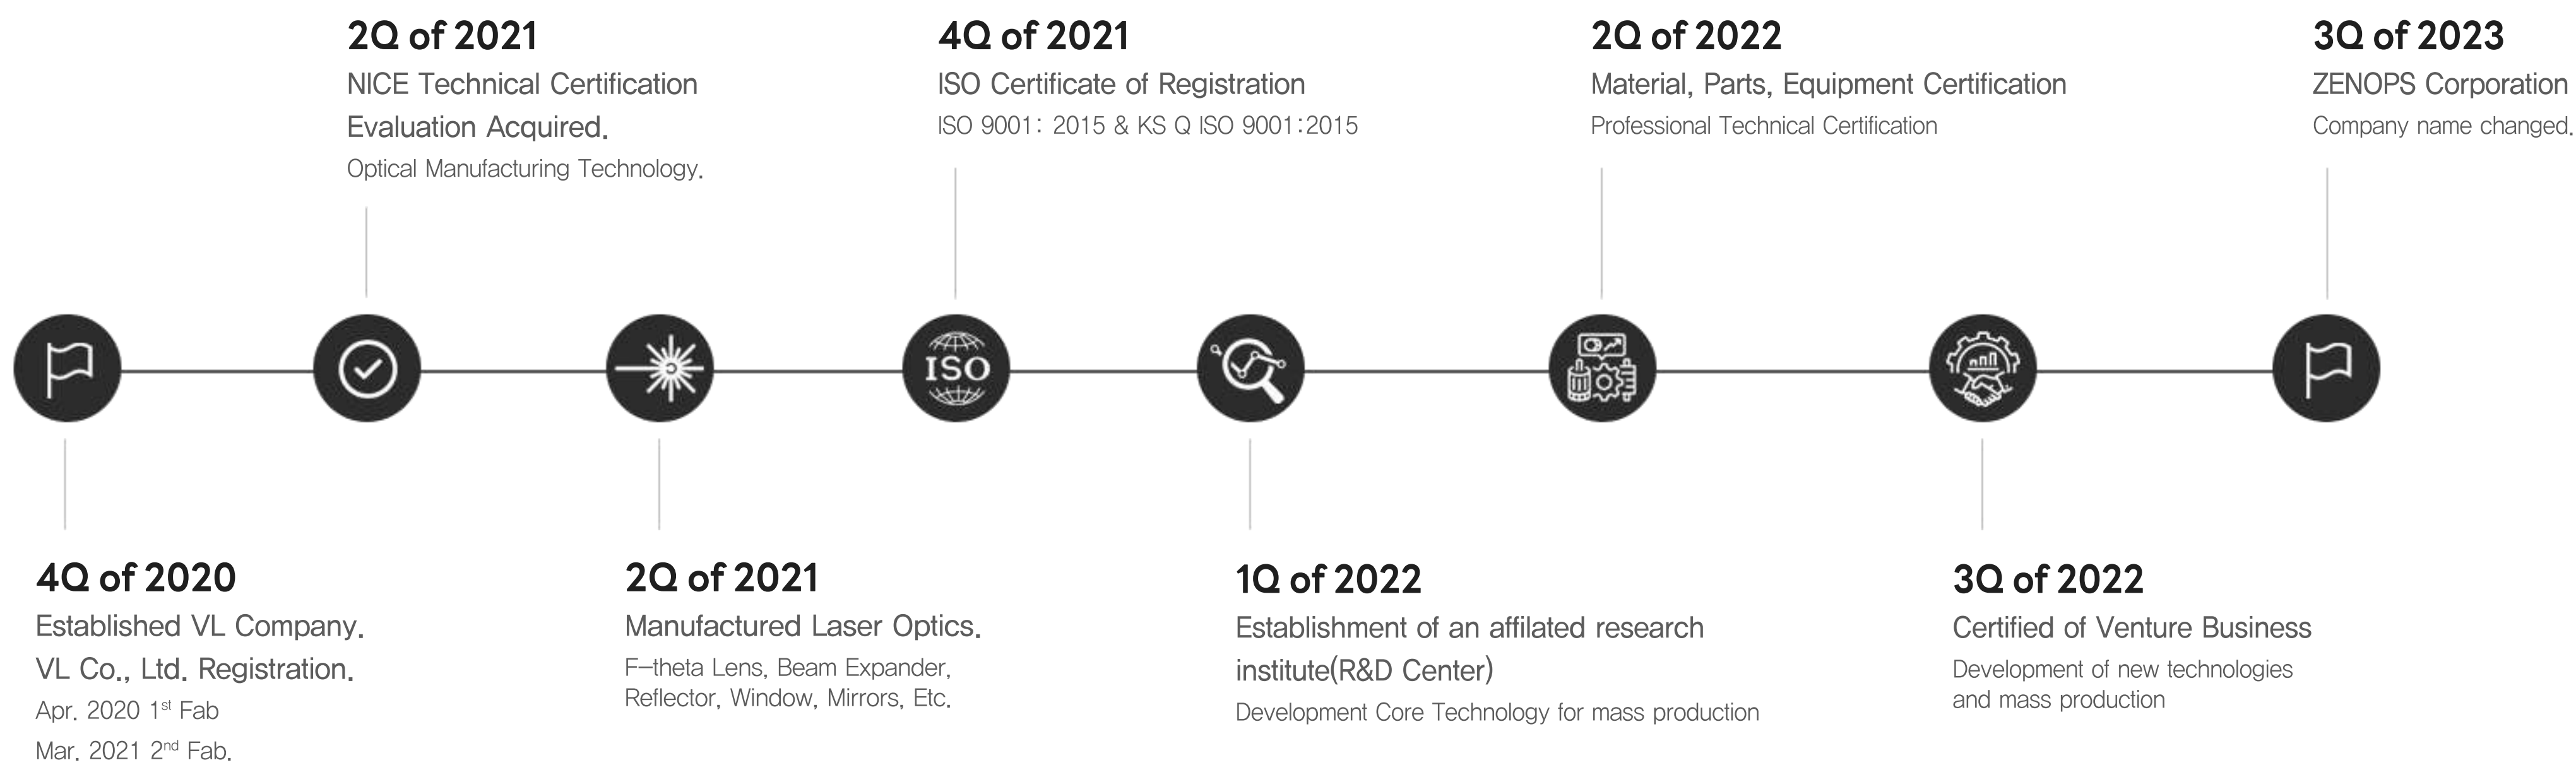 4Q of 2020
Established VL Company.
VL Co., Ltd. Registration.
Apr. 2020 1st Fab
Mar. 2021 2nd Fab.
2Q of 2021
NICE Technical Certification
Evaluation Acquired.
Optical Manufacturing Technology.
2Q of 2021
Manufactured Laser Optics.
F-theta Lens, Beam Expander,
Reflector, Window, Mirrors, Etc.
4Q of 2021
ISO Certificate of Registration
ISO 9001: 2015 & KS Q ISO 9001:2015
ISO
1Q of 2022
Establishment of an affilated research
institute(R&D Center)
Development Core Technology for mass production
2Q of 2022
Material, Parts, Equipment Certification
Professional Technical Certification
3Q of 2022
Certified of Venture Business
Development of new technologies
and mass production
3Q of 2023
ZENOPS Corporation
Company name changed.